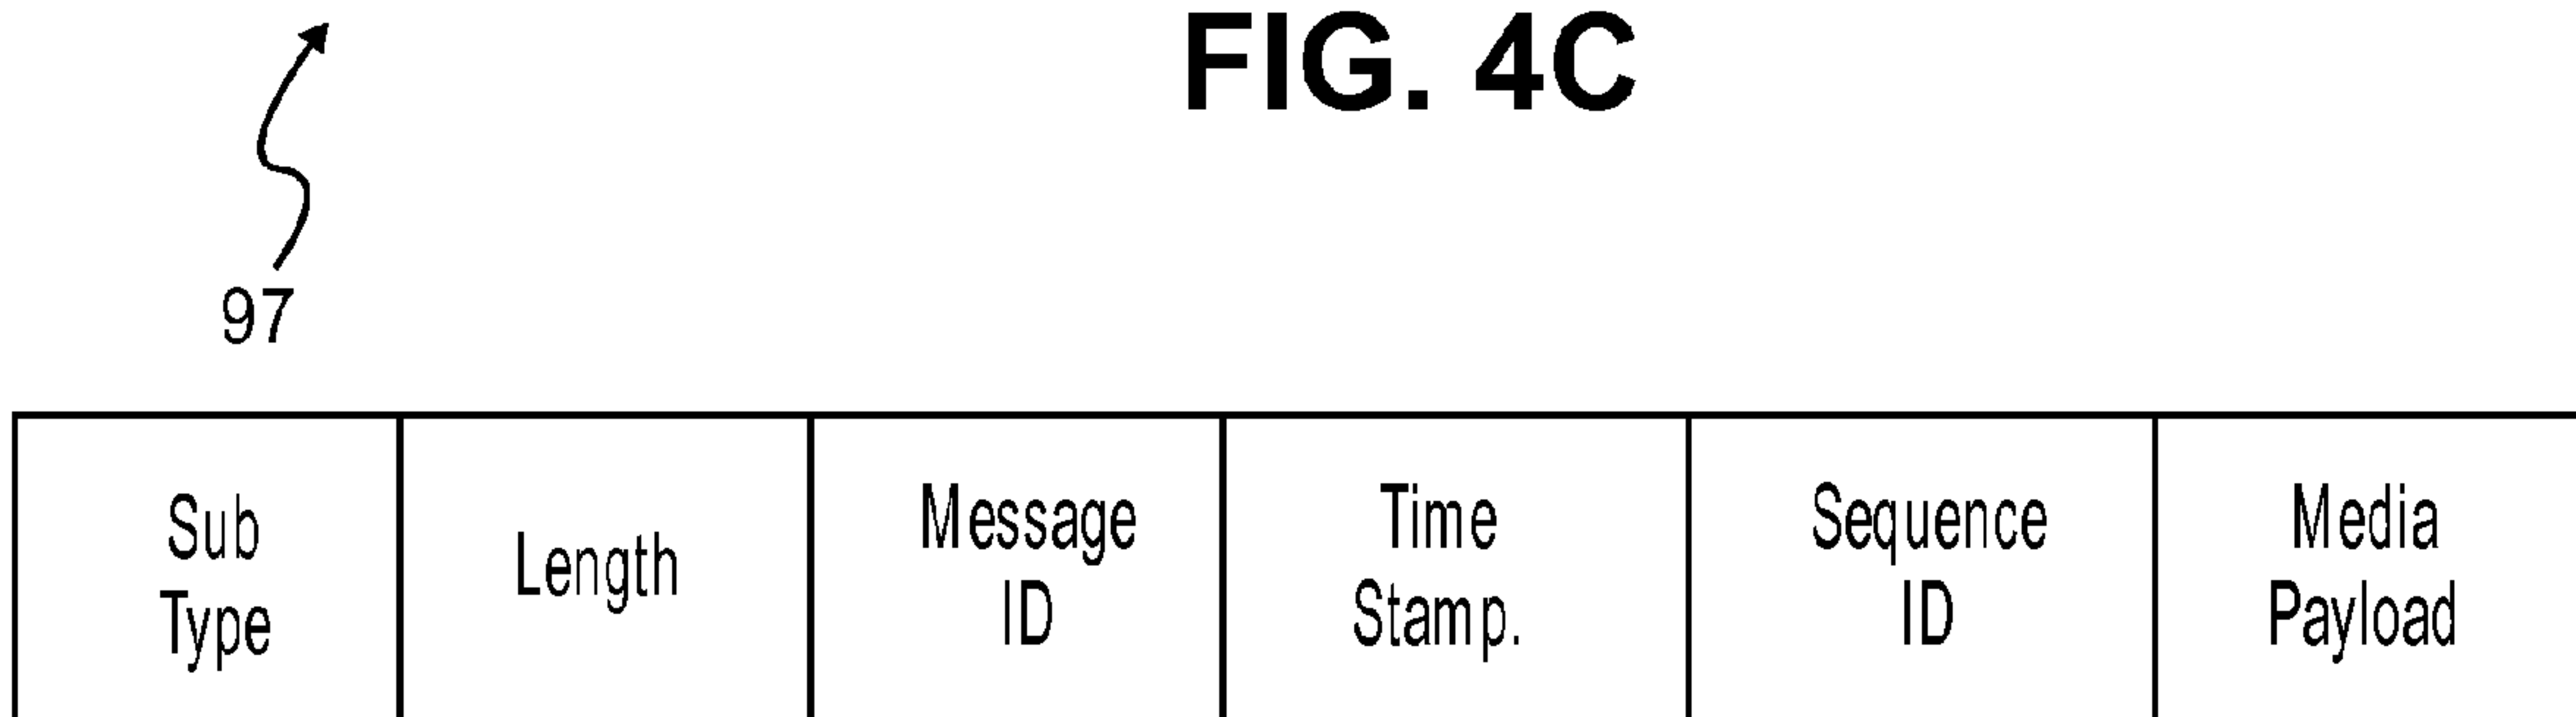 FIG. 4C
97
Sub
Type
Length
Message
ID
Time
Stamp.
Sequence
ID
Media
Payload